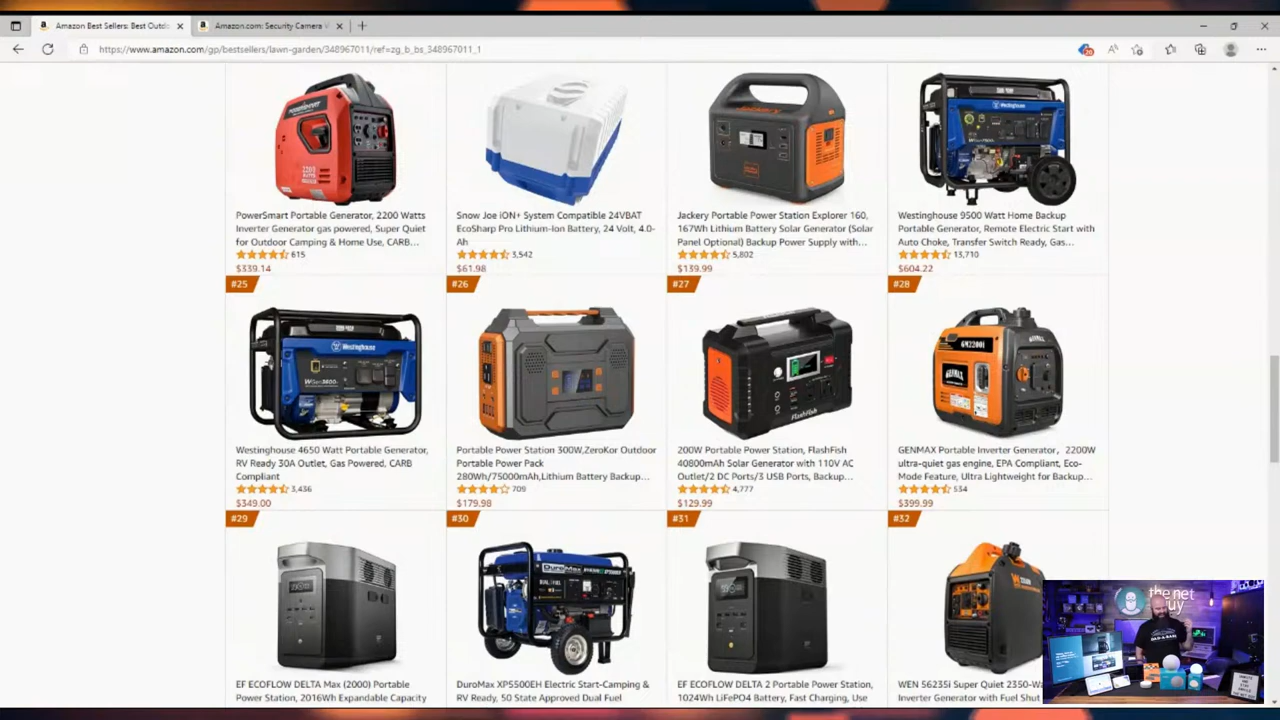 Amazon Best Sellers: Best Outdo
Amazon.com: Security Camera
https://www.amazon.com/gp/bestsellers/lawn-garden/348967011/ref=zg_b_bs_348967011_1
PowerSmart Portable Generator, 2200 Watts
Inverter Generator gas powered, Super Quiet
for Outdoor Camping & Home Use, CARB...
615
$339.14
Snow Joe iON+ System Compatible 24VBAT
EcoSharp Pro Lithium-Ion Battery, 24 Volt, 4.0-
Ah
3,542
$61.98
Jackery Portable Power Station Explorer 160,
167Wh Lithium Battery Solar Generator (Solar
Panel Optional) Backup Power Supply with...
5,802
$139.99
Westinghouse 9500 Watt Home Backup
Portable Generator, Remote Electric Start with
Auto Choke, Transfer Switch Ready, Gas...
13,710
$604.22
#25
Westinghouse
WGen3600
Westinghouse 4650 Watt Portable Generator,
RV Ready 30A Outlet, Gas Powered, CARB
Compliant
3,436
$349.00
#26
Portable Power Station 300W,ZeroKor Outdoor
Portable Power Pack
280Wh/75000mAh,Lithium Battery Backup...
709
$179.98
#27
FlashFish
200W Portable Power Station, FlashFish
40800mAh Solar Generator with 110V AC
Outlet/2 DC Ports/3 USB Ports, Backup...
4,777
$129.99
#28
GM2200i
GENMAX
GENMAX Portable Inverter Generator，2200W
ultra-quiet gas engine, EPA Compliant, Eco-
Mode Feature, Ultra Lightweight for Backup...
534
$399.99
#29
EF ECOFLOW DELTA Max (2000) Portable
Power Station, 2016Wh Expandable Capacity
#30
DuroMax
DuroMax XP5500EH Electric Start-Camping &
RV Ready, 50 State Approved Dual Fuel
#31
EF ECOFLOW DELTA 2 Portable Power Station,
1024Wh LiFePO4 Battery, Fast Charging, Use
#32
WEN 56235i Super Quiet 2350-Wa
Inverter Generator with Fuel Shut
the net
guy